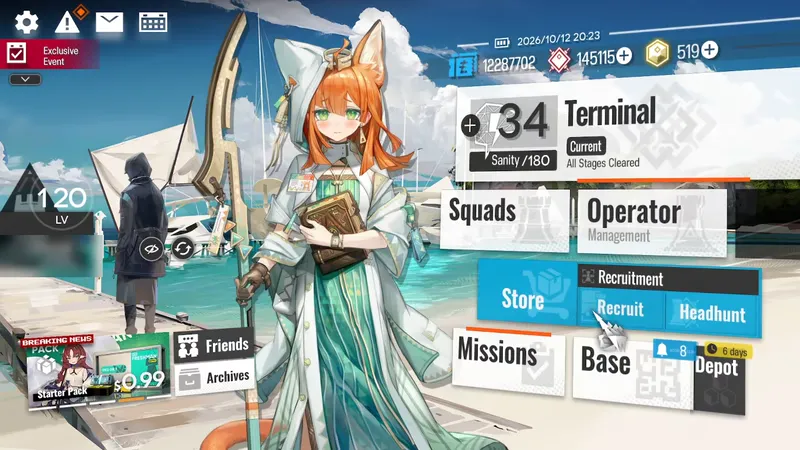 Exclusive
Event
2026/10/12 20:23
12287702
145115
519
34
Sanity/180
Terminal
Current
All Stages Cleared
120
LV
Squads
Operator
Management
Store
Recruitment
Recruit
Headhunt
Missions
Base
8
6 days
Depot
BREAKING NEWS
PACK
$0.99
Starter Pack
Friends
Archives